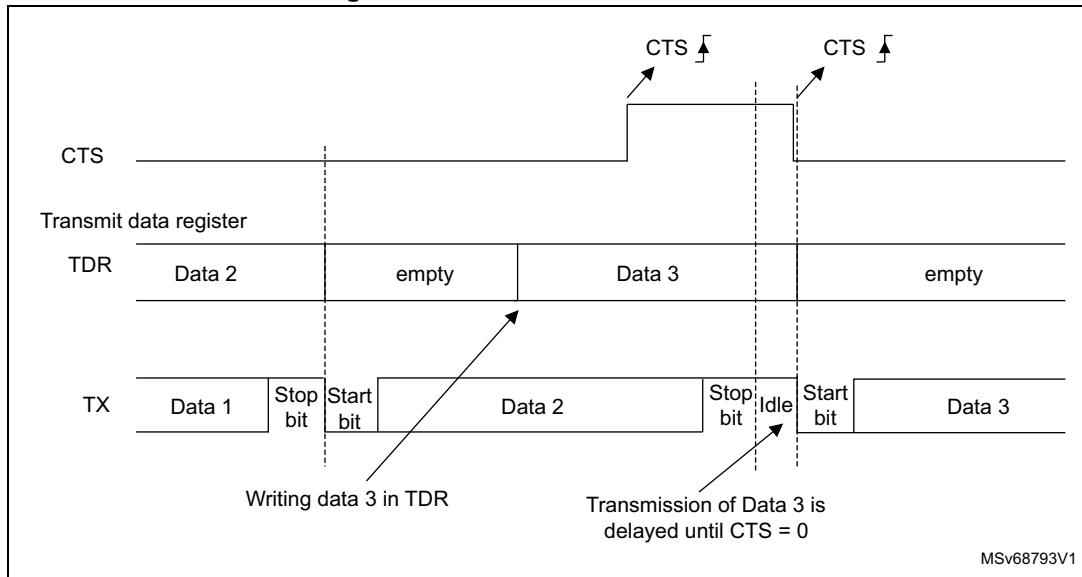 CTS CTS
CTS
Transmit data register
TDR Data 2 empty Data 3 empty
TX Data 1 Stop bit Start bit Data 2 Stop bit Idle Start bit Data 3
Writing data 3 in TDR
Transmission of Data 3 is
delayed until CTS = 0
MSv68793V1